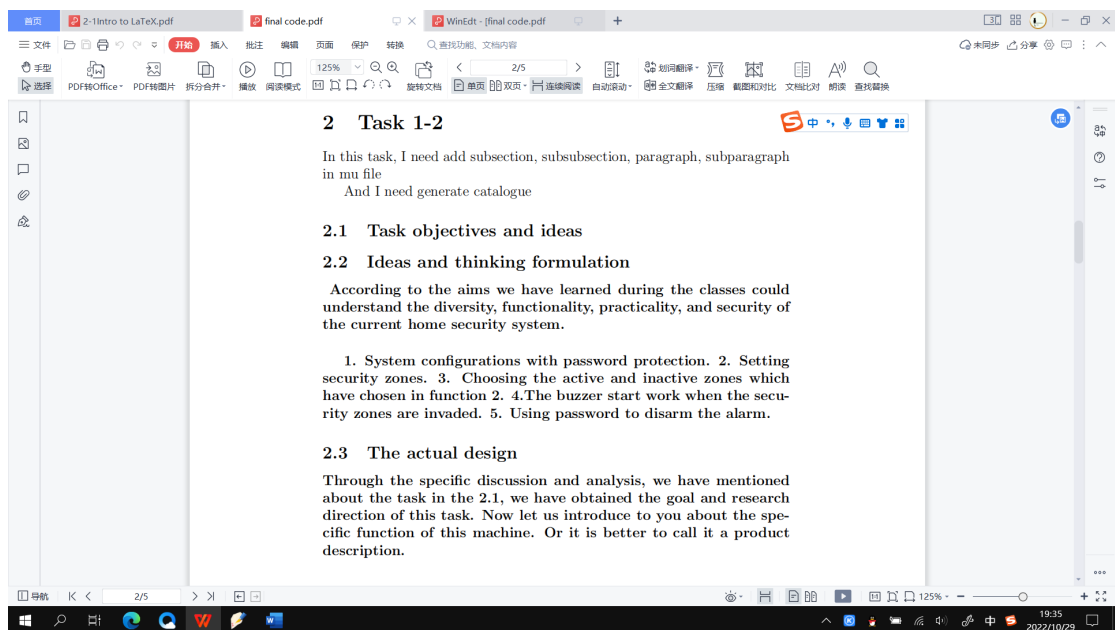 首页
2-1Intro to LaTeX.pdf
final code.pdf
WinEdt - [final code.pdf
文件
开始 插入 批注 编辑 页面 保护 转换
查找功能、文档内容
未同步 分享
手型
选择
PDF转Office
PDF转图片
拆分合并
播放
阅读模式
125%
2/5
旋转文档
单页
双页
连续阅读
自动滚动
划词翻译
全文翻译
压缩
截图和对比
文档比对
朗读
查找替换
中
2 Task 1-2
In this task, I need add subsection, subsubsection, paragraph, subparagraph
in mu file
And I need generate catalogue
2.1 Task objectives and ideas
2.2 Ideas and thinking formulation
According to the aims we have learned during the classes could
understand the diversity, functionality, practicality, and security of
the current home security system.
1. System configurations with password protection. 2. Setting
security zones. 3. Choosing the active and inactive zones which
have chosen in function 2. 4.The buzzer start work when the secu-
rity zones are invaded. 5. Using password to disarm the alarm.
2.3 The actual design
Through the specific discussion and analysis, we have mentioned
about the task in the 2.1, we have obtained the goal and research
direction of this task. Now let us introduce to you about the spe-
cific function of this machine. Or it is better to call it a product
description.
导航
2/5
125%
中
19:35
2022/10/29